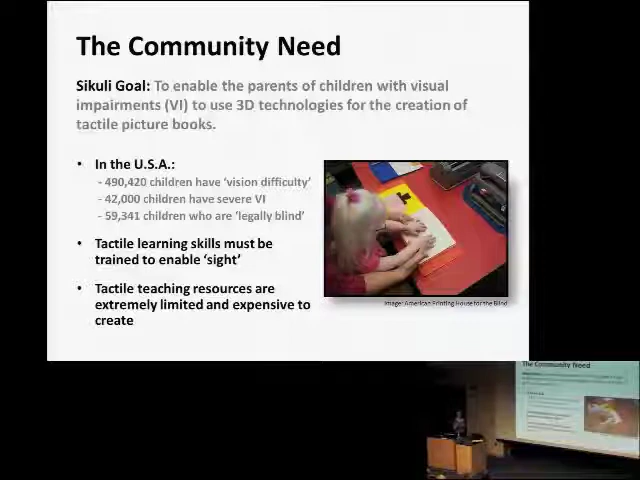 The Community Need
Sikuli Goal: To enable the parents of children with visual
impairments (VI) to use 3D technologies for the creation of
tactile picture books.
• In the U.S.A.:
- 490,420 children have ‘vision difficulty’
- 42,000 children have severe VI
- 59,341 children who are ‘legally blind’
• Tactile learning skills must be
trained to enable ‘sight’
• Tactile teaching resources are
extremely limited and expensive to
create
Image: American Printing House for the Blind
The Community Need